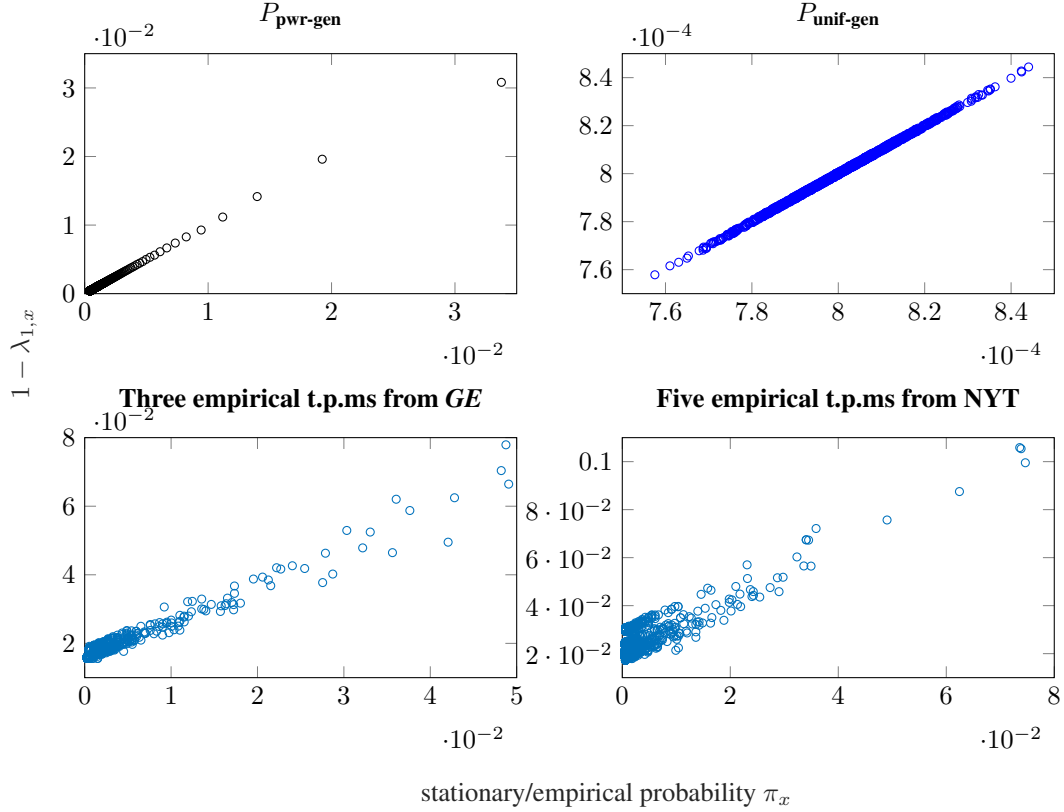 P_pwr-gen
P_unif-gen
·10^−2
·10^−4
3
2
1
0
8.4
8.2
8
7.8
7.6
0 1 2 3
7.6 7.8 8 8.2 8.4
·10^−2
·10^−4
1 − λ_{1,x}
Three empirical t.p.ms from GE
Five empirical t.p.ms from NYT
·10^−2
8
6
4
2
0.1
8 · 10^−2
6 · 10^−2
4 · 10^−2
2 · 10^−2
0 1 2 3 4 5
0 2 4 6 8
·10^−2
·10^−2
stationary/empirical probability π_x